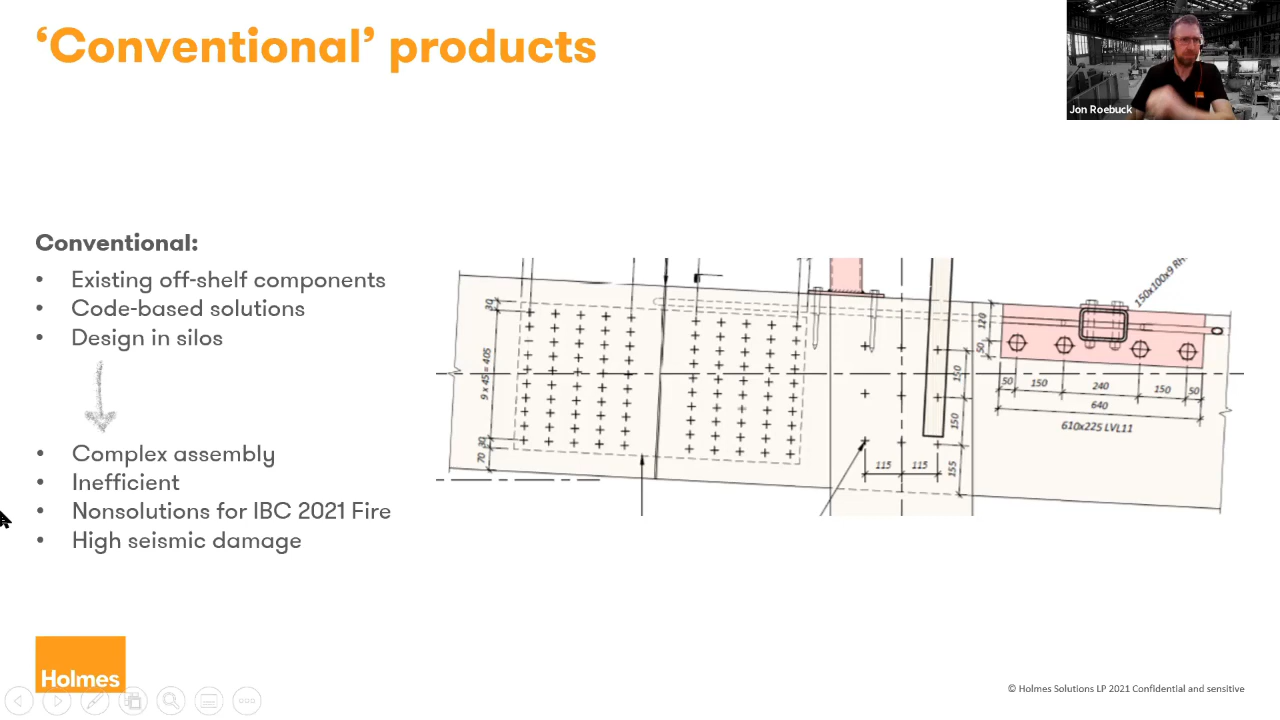 ‘Conventional’ products
Jon Roebuck
Conventional:
• Existing off-shelf components
• Code-based solutions
• Design in silos
• Complex assembly
• Inefficient
• Nonsolutions for IBC 2021 Fire
• High seismic damage
30
9 x 45 = 405
30
70
115 115
150
150
155
120
50
150x100x9 RH
50 150 240 150 50
640
610x225 LVL11
Holmes
© Holmes Solutions LP 2021 Confidential and sensitive